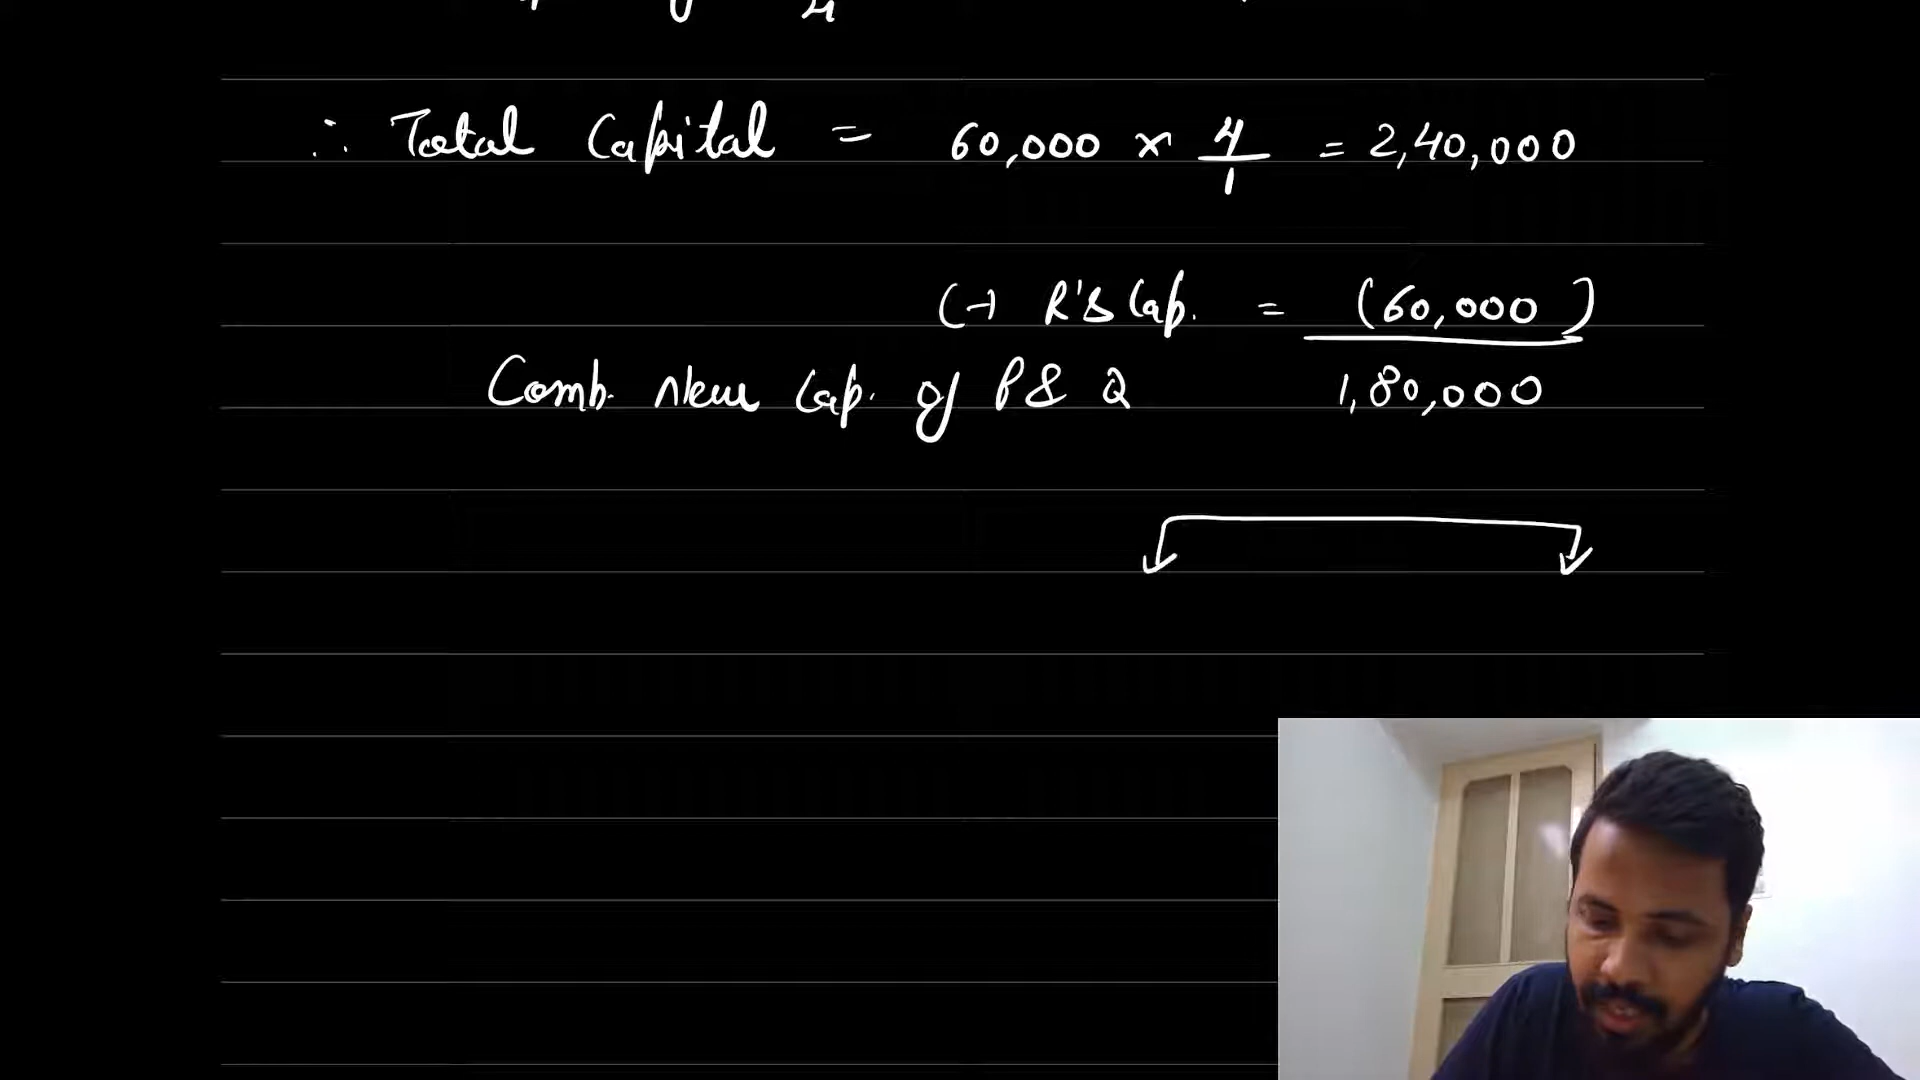 4
∴ Total Capital = 60,000 × 4/1 = 2,40,000
(-) R's Cap. = (60,000)
Comb. New Cap. of P & Q 1,80,000